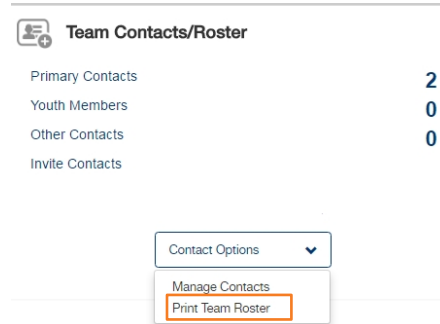 Team Contacts/Roster
Primary Contacts 2
Youth Members 0
Other Contacts 0
Invite Contacts
Contact Options
Manage Contacts
Print Team Roster